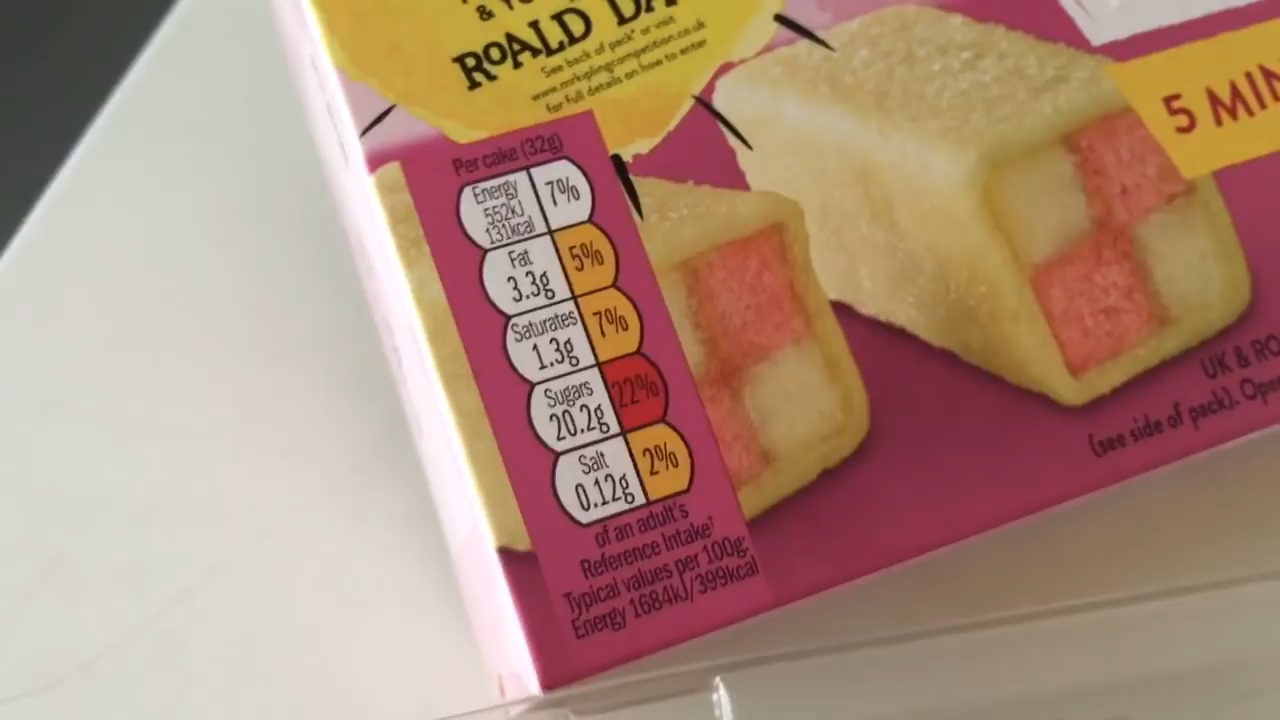 ROALD DA
See back of pack* or visit
www.mrkiplingcompetition.co.uk
for full details on how to enter
5 MIN
Per cake (32g)
Energy
552kJ
131kcal
7%
Fat
3.3g
5%
Saturates
1.3g
7%
Sugars
20.2g
22%
Salt
0.12g
2%
of an adult's
Reference Intake†
Typical values per 100g:
Energy 1684kJ/399kcal
UK & RO
(see side of pack). Ope